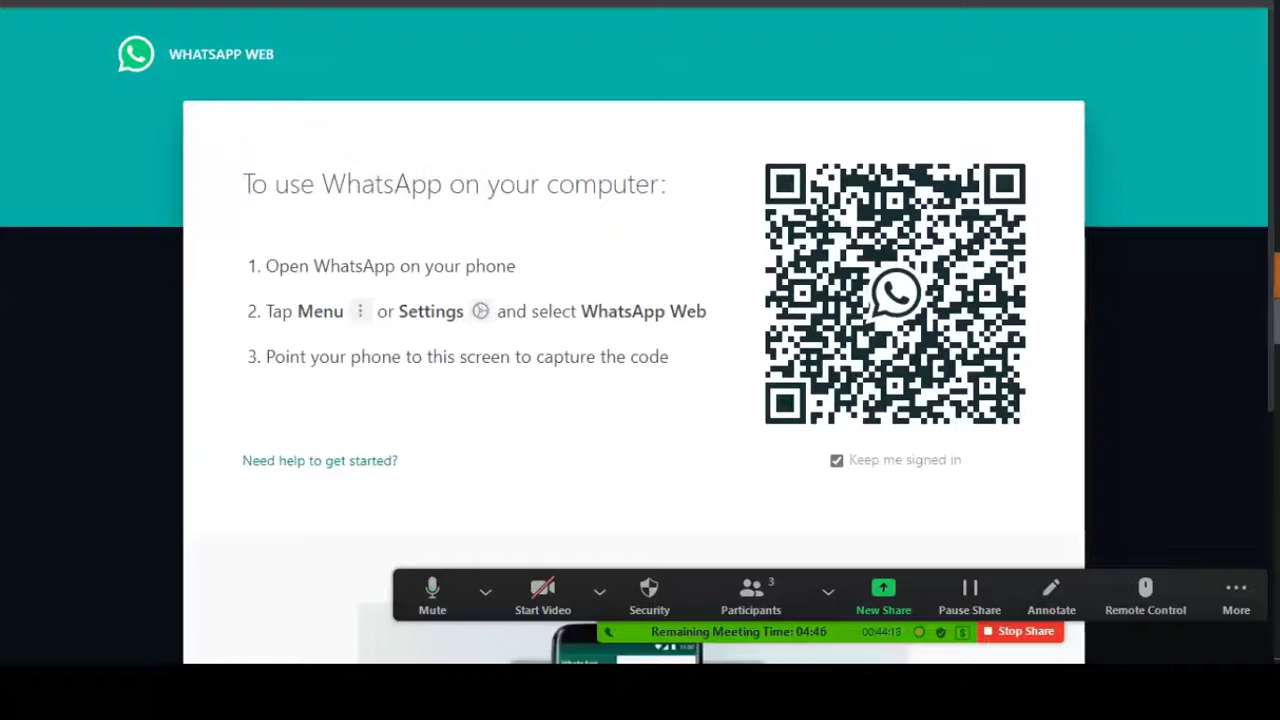 WHATSAPP WEB
To use WhatsApp on your computer:
1. Open WhatsApp on your phone
2. Tap Menu or Settings and select WhatsApp Web
3. Point your phone to this screen to capture the code
Need help to get started?
Keep me signed in
3
Mute Start Video Security Participants New Share Pause Share Annotate Remote Control More
Remaining Meeting Time: 04:46 00:44:18 Stop Share